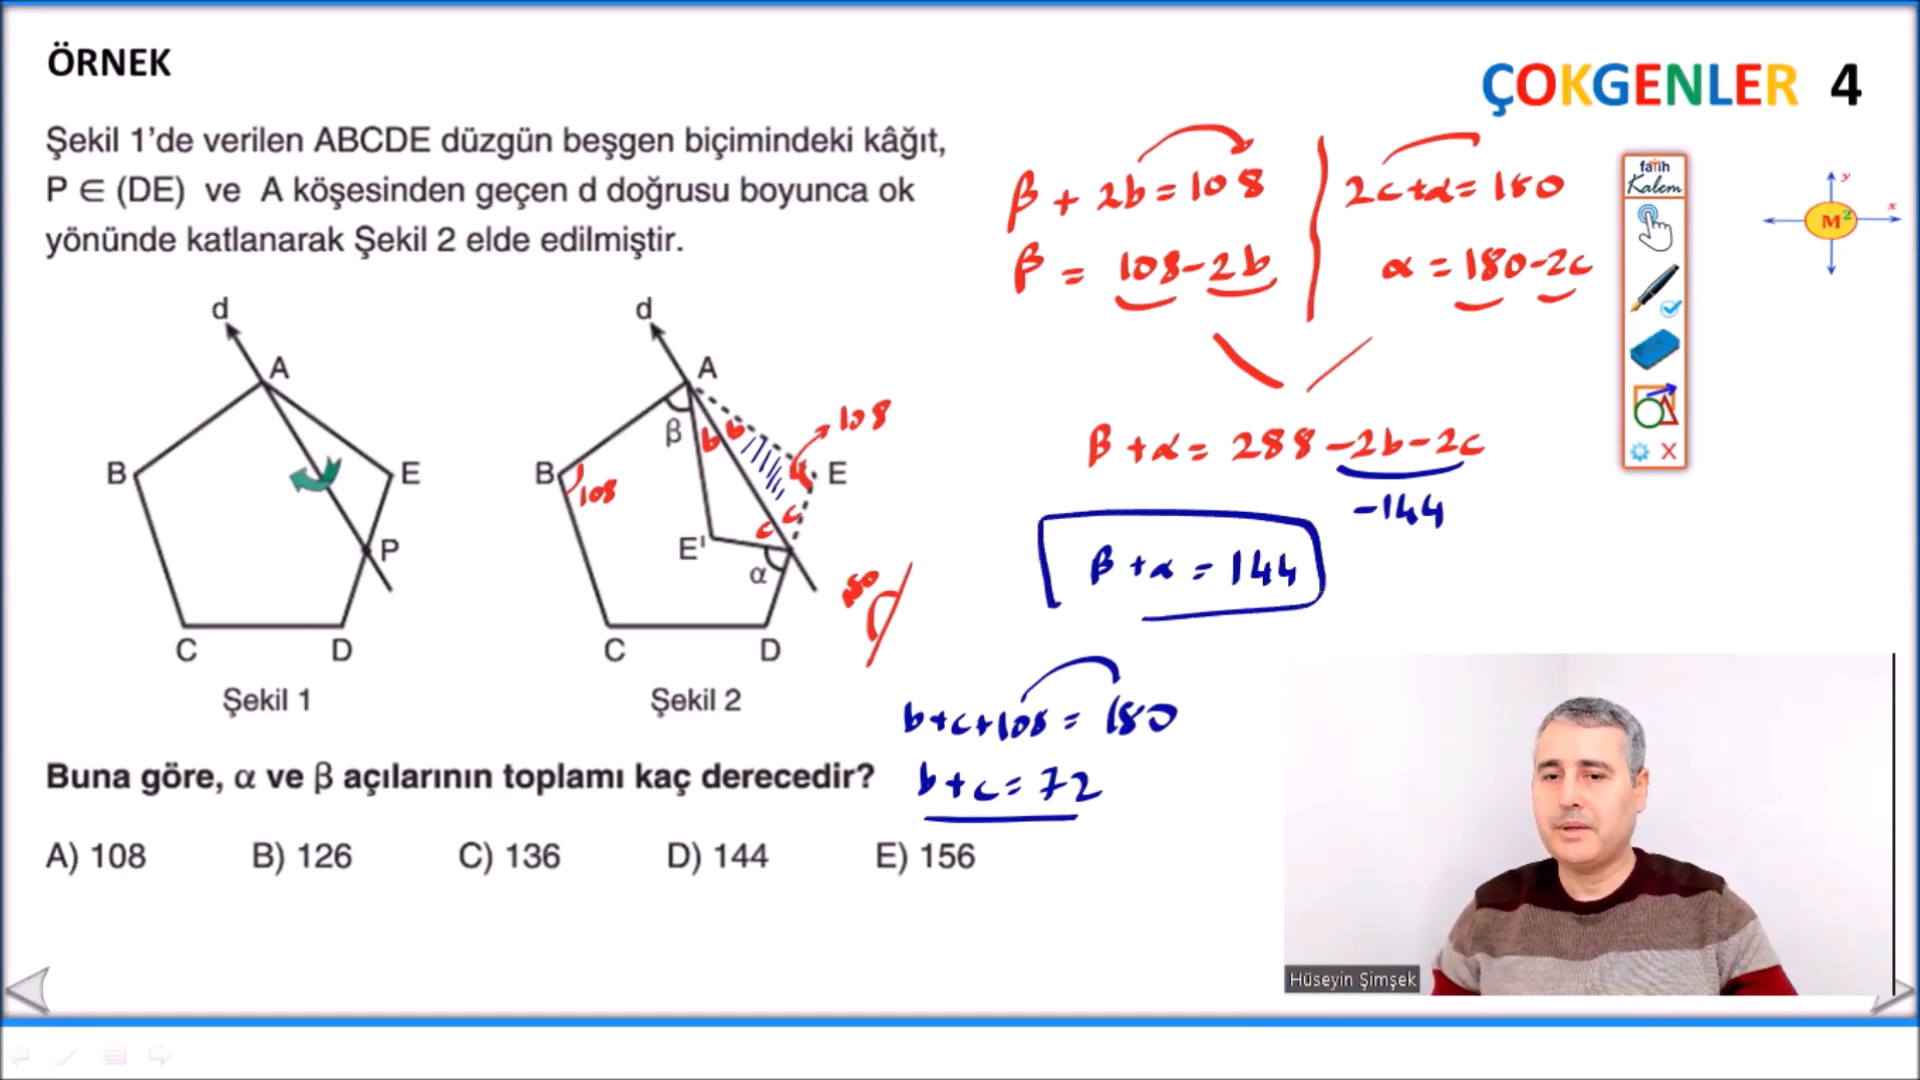 ÖRNEK
ÇOKGENLER 4
Şekil 1'de verilen ABCDE düzgün beşgen biçimindeki kâğıt,
P ∈ (DE) ve A köşesinden geçen d doğrusu boyunca ok
yönünde katlanarak Şekil 2 elde edilmiştir.
β + 2b = 108
2c + α = 180
β = 108 - 2b
α = 180 - 2c
β + α = 288 - 2b - 2c
-144
β + α = 144
fatih
Kalem
y
x
M²
d
A
B
E
P
C
D
Şekil 1
d
A
β
b
b
108
B
108
E
c
c
E'
α
180
C
D
Şekil 2
b + c + 108 = 180
b + c = 72
Buna göre, α ve β açılarının toplamı kaç derecedir?
A) 108 B) 126 C) 136 D) 144 E) 156
Hüseyin Şimşek